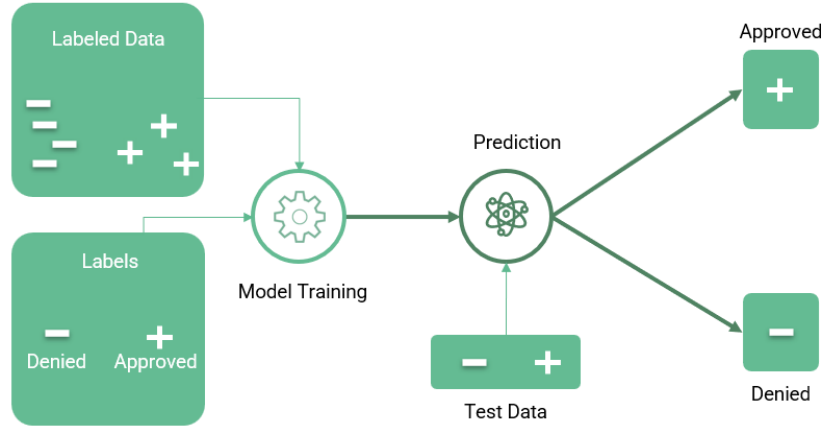 Labeled Data
Approved
Prediction
Labels
Model Training
Denied Approved
Test Data
Denied